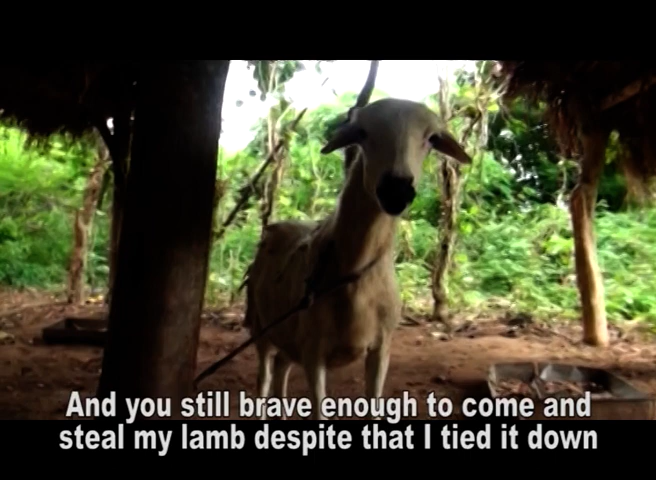 And you still brave enough to come and
steal my lamb despite that I tied it down